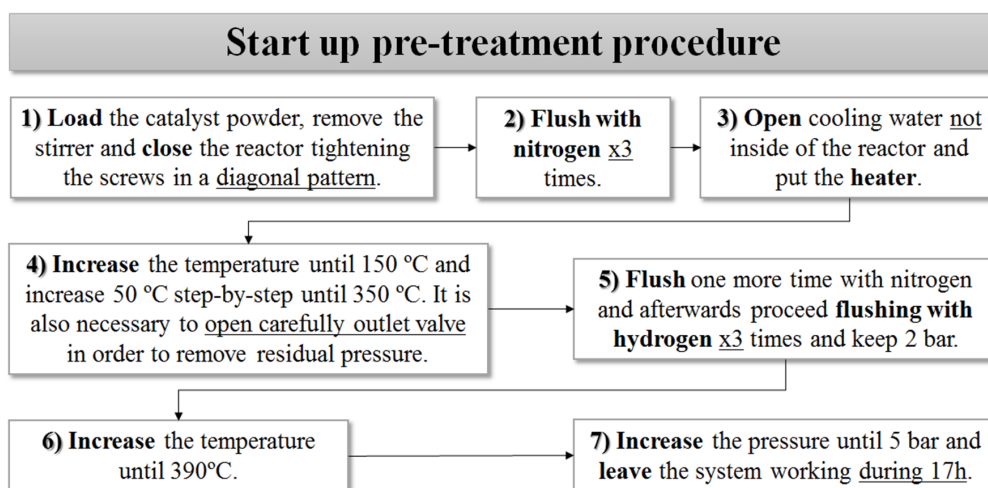 Start up pre-treatment procedure
1) Load the catalyst powder, remove the
stirrer and close the reactor tightening
the screws in a diagonal pattern.
2) Flush with
nitrogen x3
times.
3) Open cooling water not
inside of the reactor and
put the heater.
4) Increase the temperature until 150 ºC and
increase 50 ºC step-by-step until 350 ºC. It is
also necessary to open carefully outlet valve
in order to remove residual pressure.
5) Flush one more time with nitrogen
and afterwards proceed flushing with
hydrogen x3 times and keep 2 bar.
6) Increase the temperature
until 390ºC.
7) Increase the pressure until 5 bar and
leave the system working during 17h.